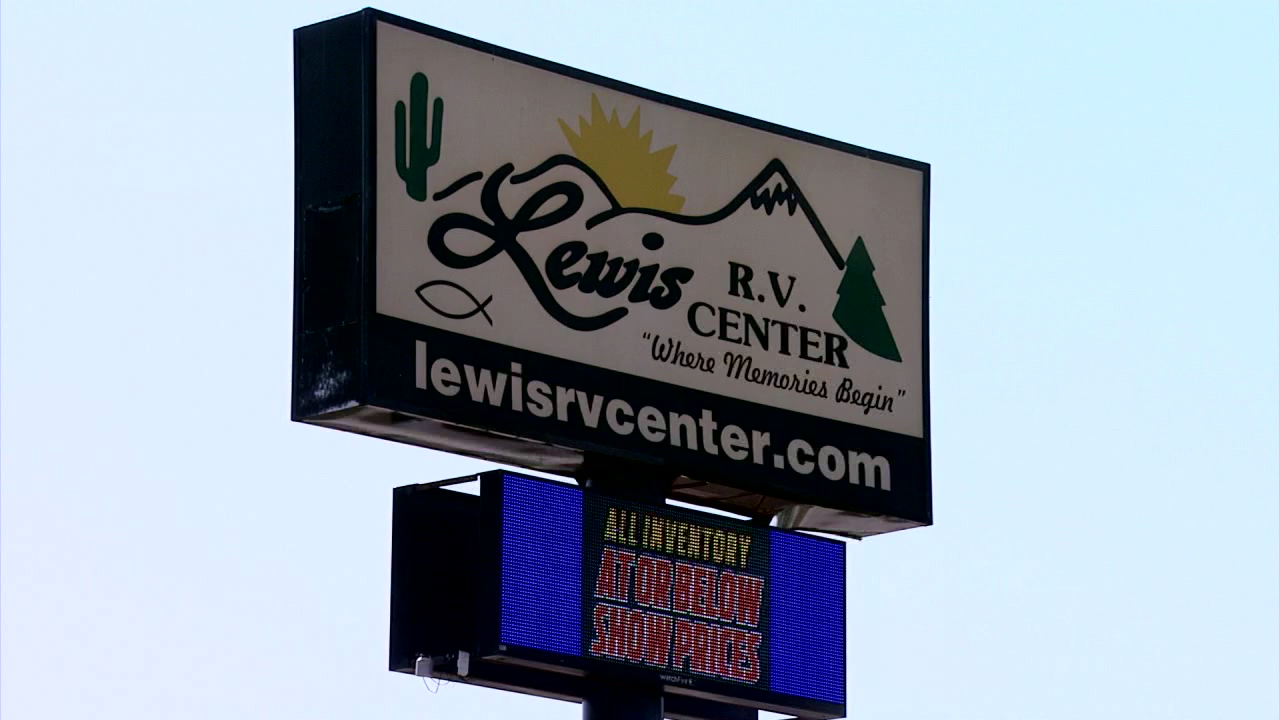 Lewis
R.V.
CENTER
"Where Memories Begin"
lewisrvcenter.com
ALL INVENTORY
AT OR BELOW
SHOW PRICES